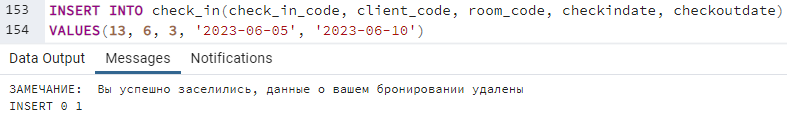 153 INSERT INTO check_in(check_in_code, client_code, room_code, checkindate, checkoutdate)
154 VALUES(13, 6, 3, '2023-06-05', '2023-06-10')
Data Output Messages Notifications
ЗАМЕЧАНИЕ: Вы успешно заселились, данные о вашем бронировании удалены
INSERT 0 1